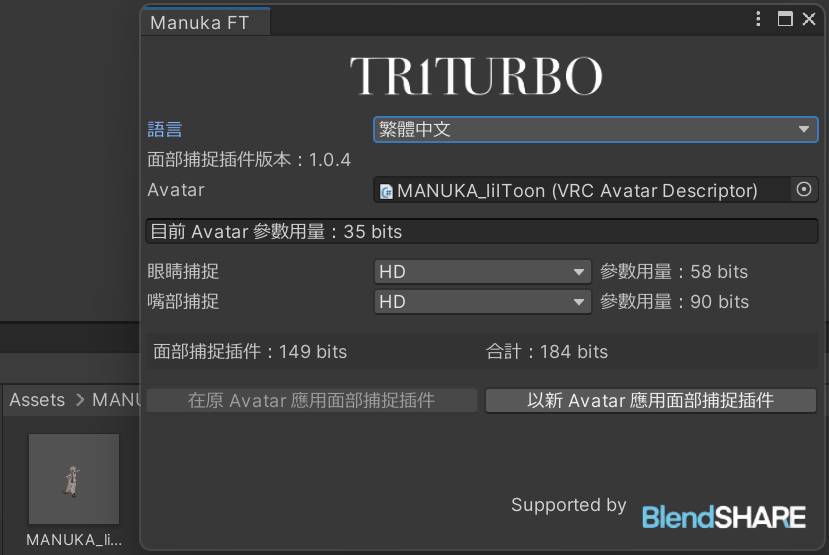 Manuka FT
TR1TURBO
語言 繁體中文
面部捕捉插件版本：1.0.4
Avatar MANUKA_lilToon (VRC Avatar Descriptor)
目前 Avatar 參數用量：35 bits
眼睛捕捉 HD 參數用量：58 bits
嘴部捕捉 HD 參數用量：90 bits
面部捕捉插件：149 bits 合計：184 bits
在原 Avatar 應用面部捕捉插件 以新 Avatar 應用面部捕捉插件
Assets > MANU
MANUKA_li...
Supported by BlendSHARE